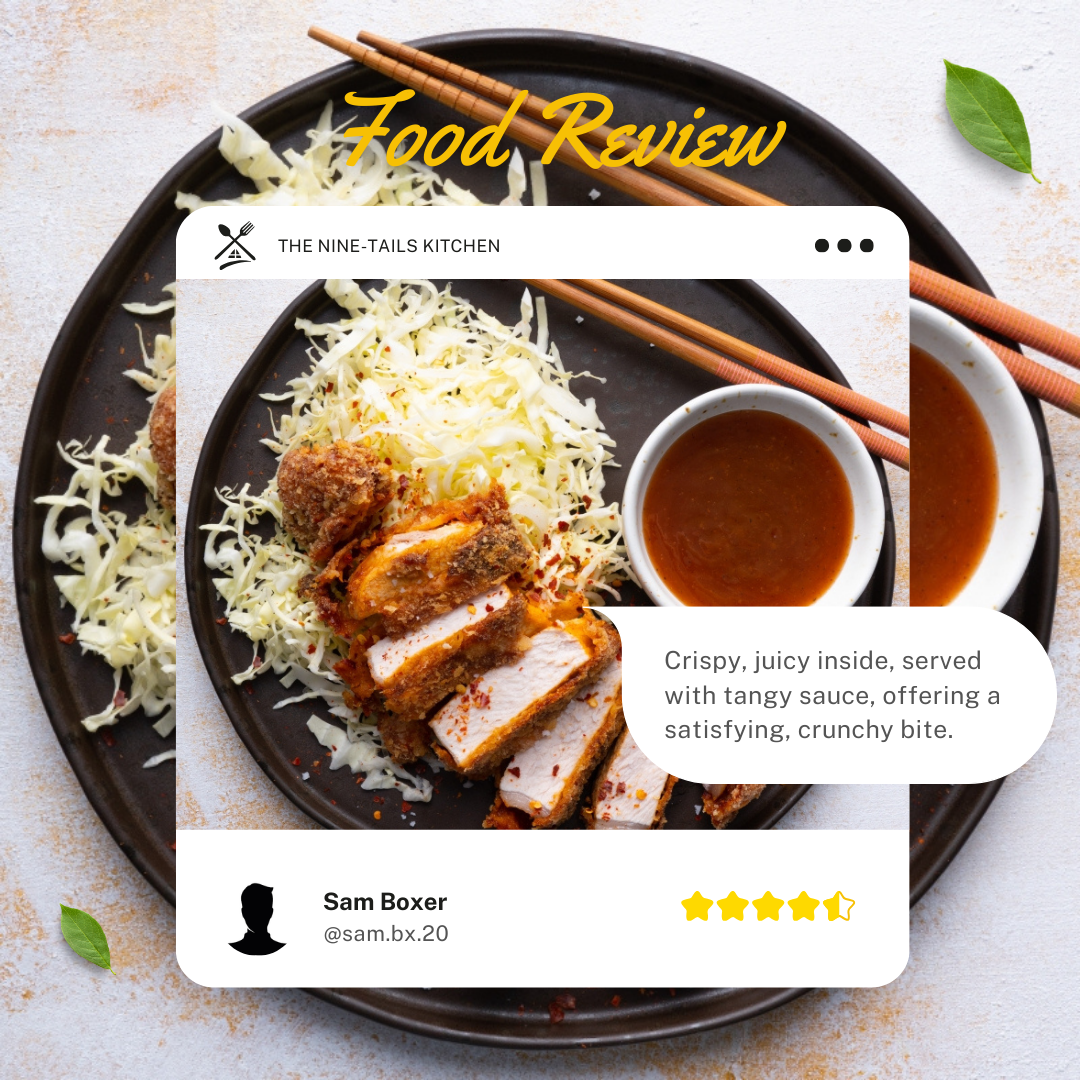 Food Review
THE NINE-TAILS KITCHEN
Crispy, juicy inside, served
with tangy sauce, offering a
satisfying, crunchy bite.
Sam Boxer
@sam.bx.20